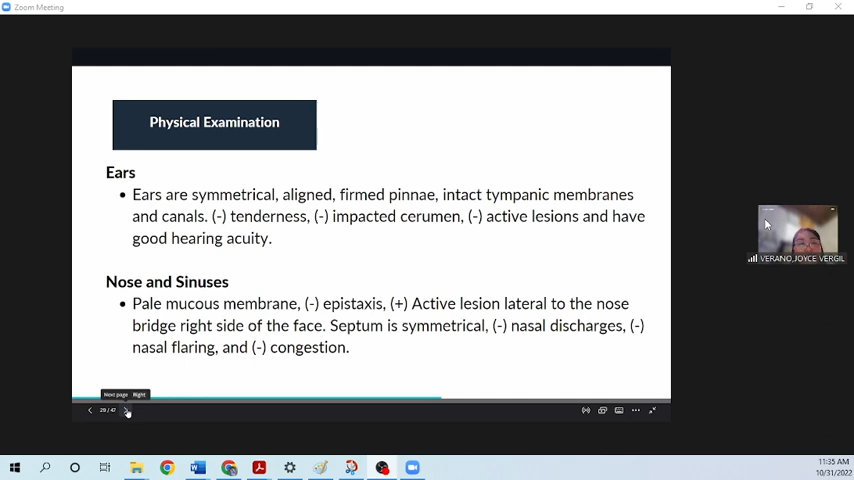 Zoom Meeting
Physical Examination
Ears
• Ears are symmetrical, aligned, firmed pinnae, intact tympanic membranes
and canals. (-) tenderness, (-) impacted cerumen, (-) active lesions and have
good hearing acuity.
Nose and Sinuses
• Pale mucous membrane, (-) epistaxis, (+) Active lesion lateral to the nose
bridge right side of the face. Septum is symmetrical, (-) nasal discharges, (-)
nasal flaring, and (-) congestion.
VERANO,JOYCE VERGIL
Next page Right
29 / 47
11:35 AM
10/31/2022